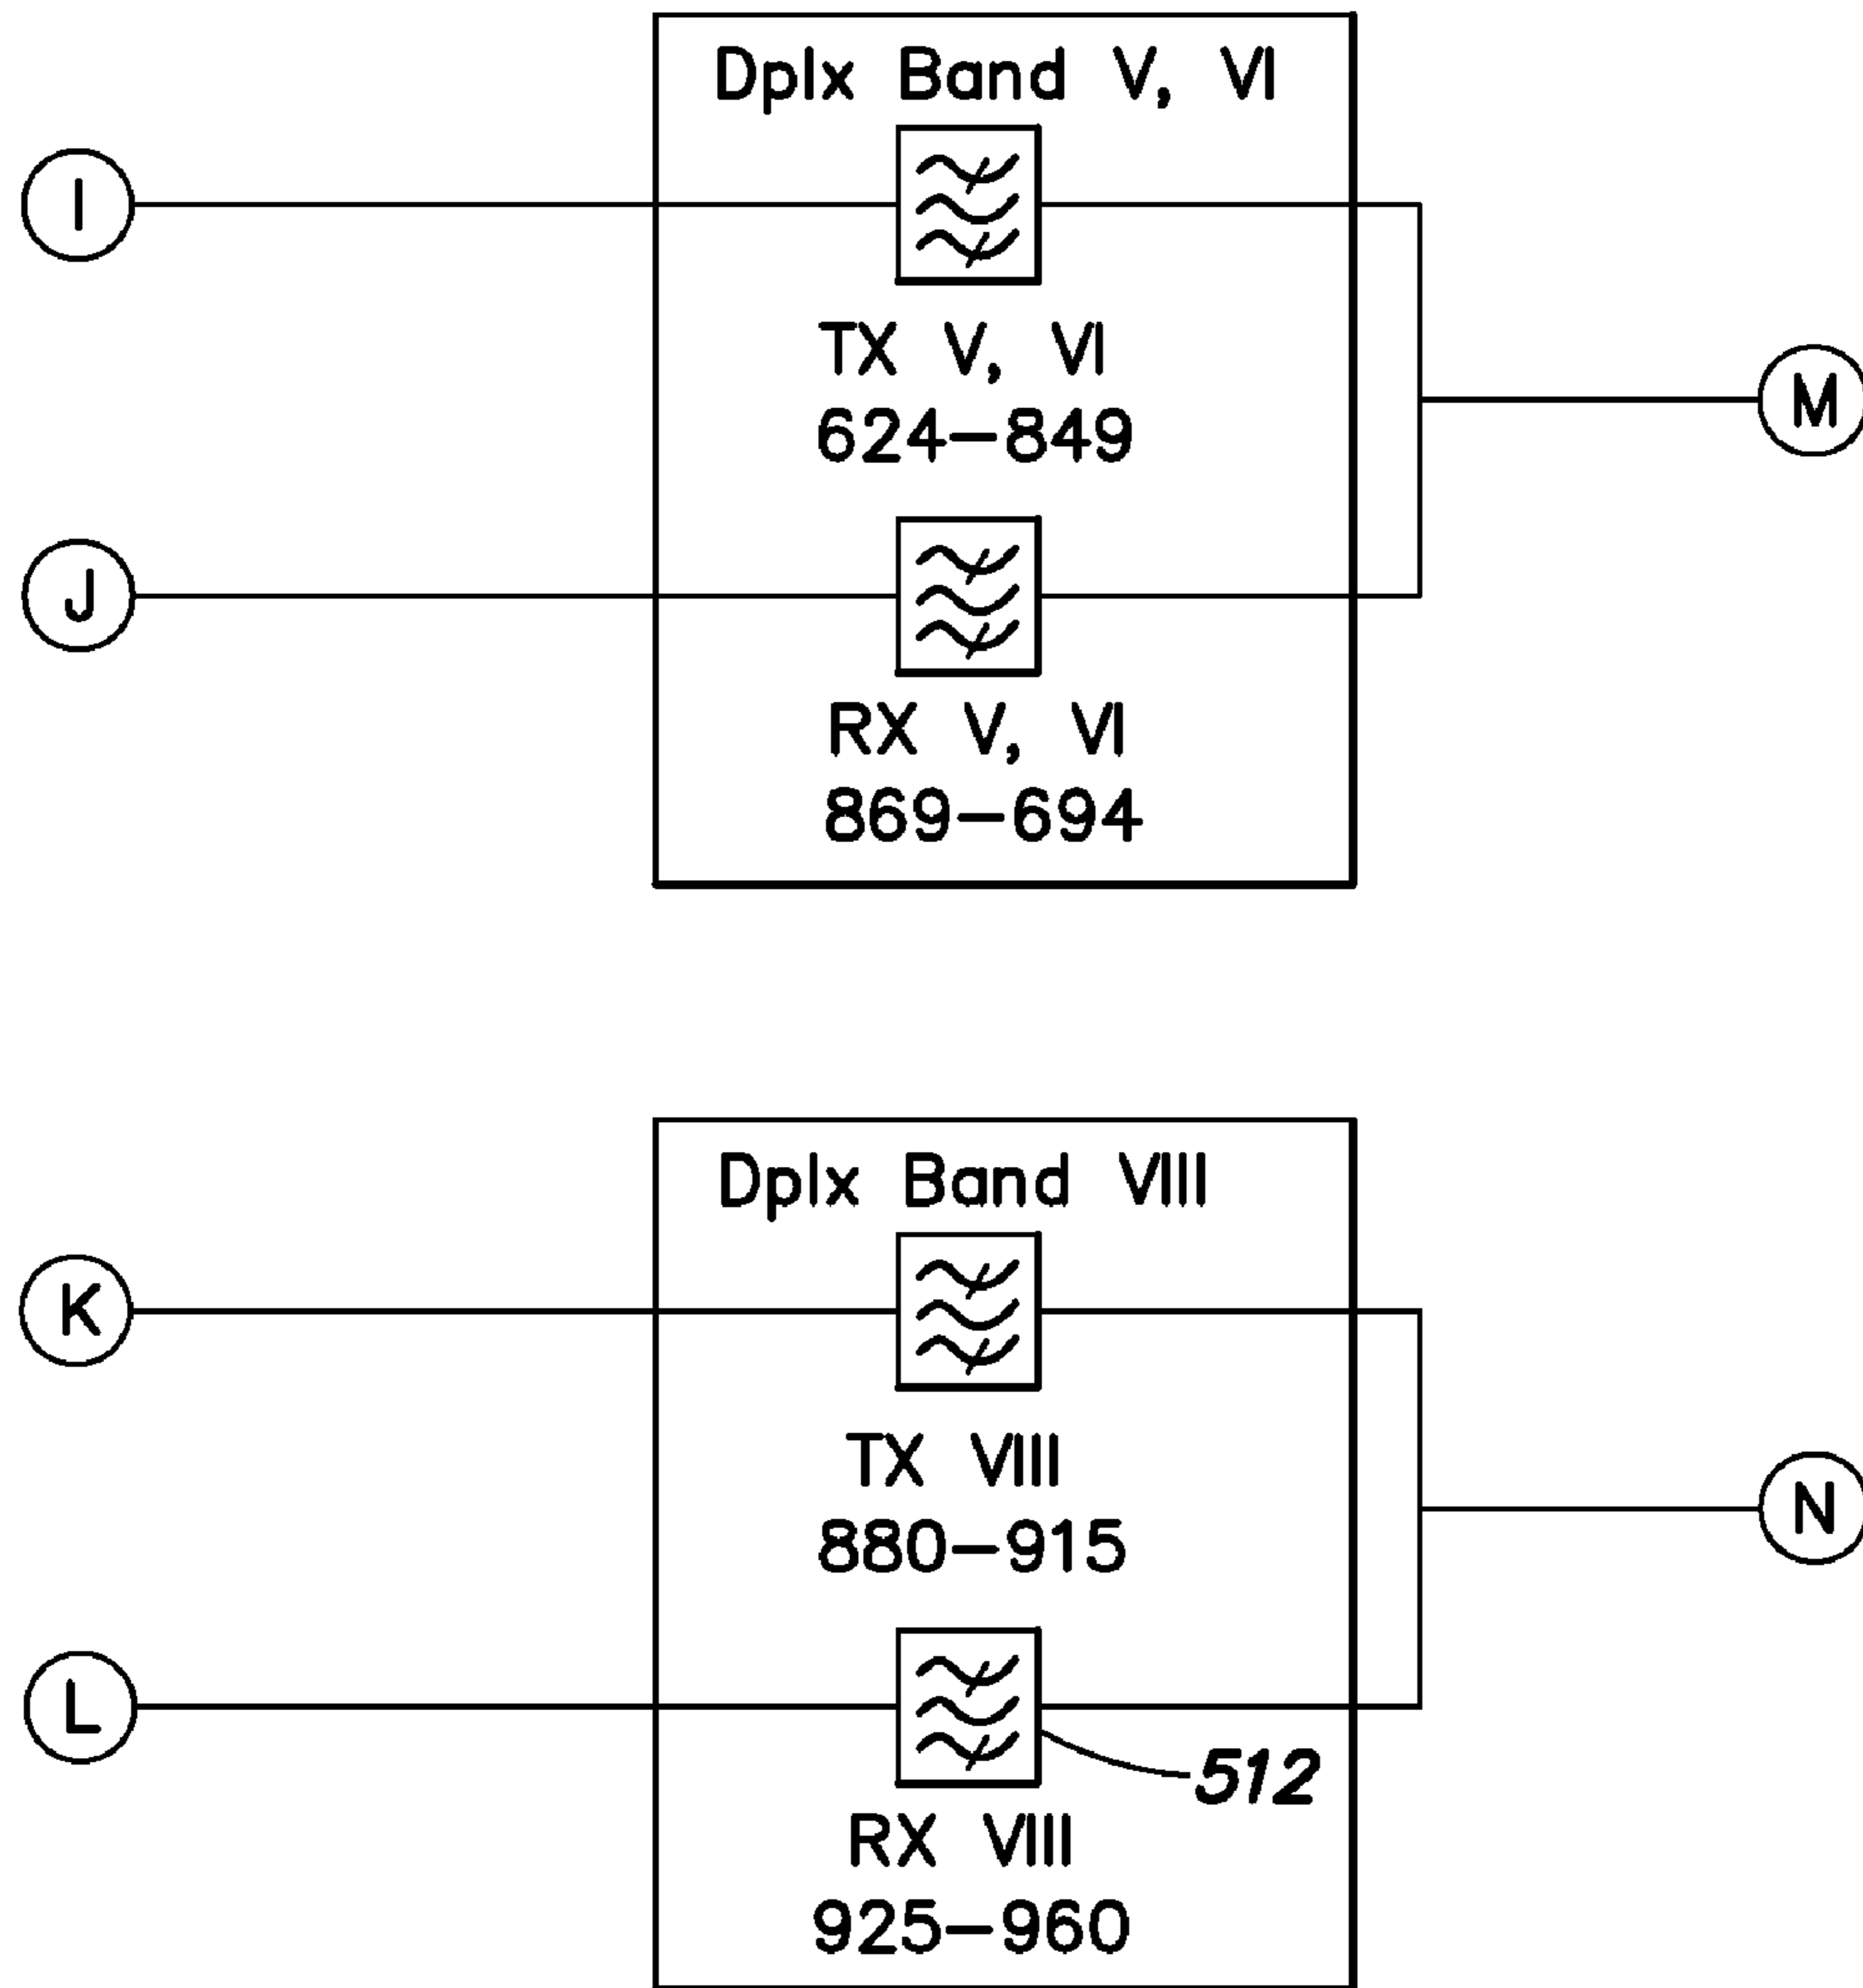 Dplx Band V, VI
I
TX V, VI
624-849
M
J
RX V, VI
869-694
Dplx Band VIII
K
TX VIII
880-915
N
L
512
RX VIII
925-960